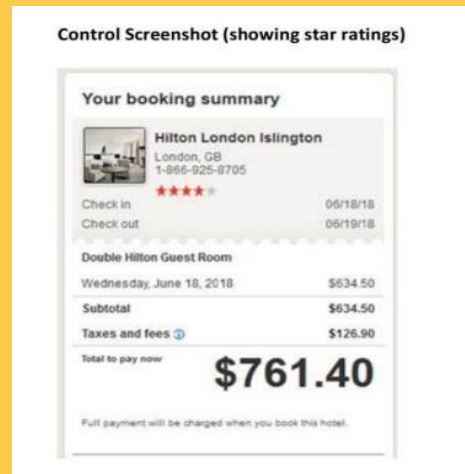 Control Screenshot (showing star ratings)
Your booking summary
Hilton London Islington
London, GB
1-866-925-8705
Check in 06/18/18
Check out 06/19/18
Double Hilton Guest Room
Wednesday, June 18, 2018 $634.50
Subtotal $634.50
Taxes and fees $126.90
Total to pay now $761.40
Full payment will be charged when you book this hotel.